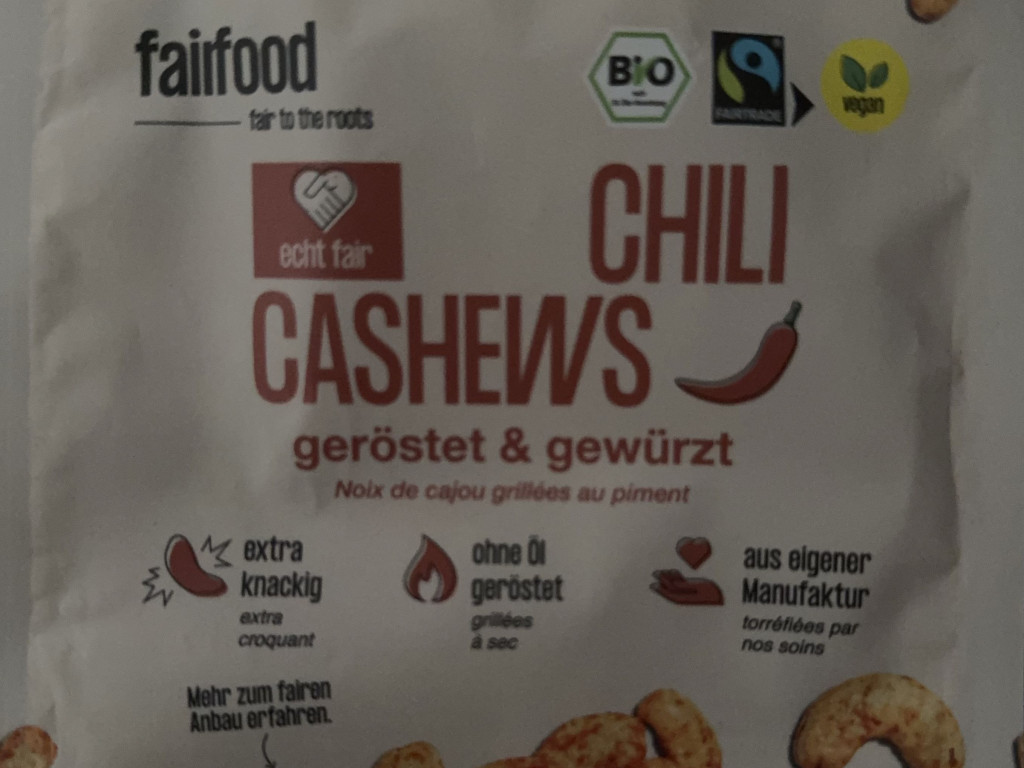 fairfood
fair to the roots
BiO
FAIRTRADE
vegan
echt fair
CHILI
CASHEWS
geröstet & gewürzt
Noix de cajou grillées au piment
extra
knackig
extra
croquant
ohne Öl
geröstet
grillées
à sec
aus eigener
Manufaktur
torréfiées par
nos soins
Mehr zum fairen
Anbau erfahren.